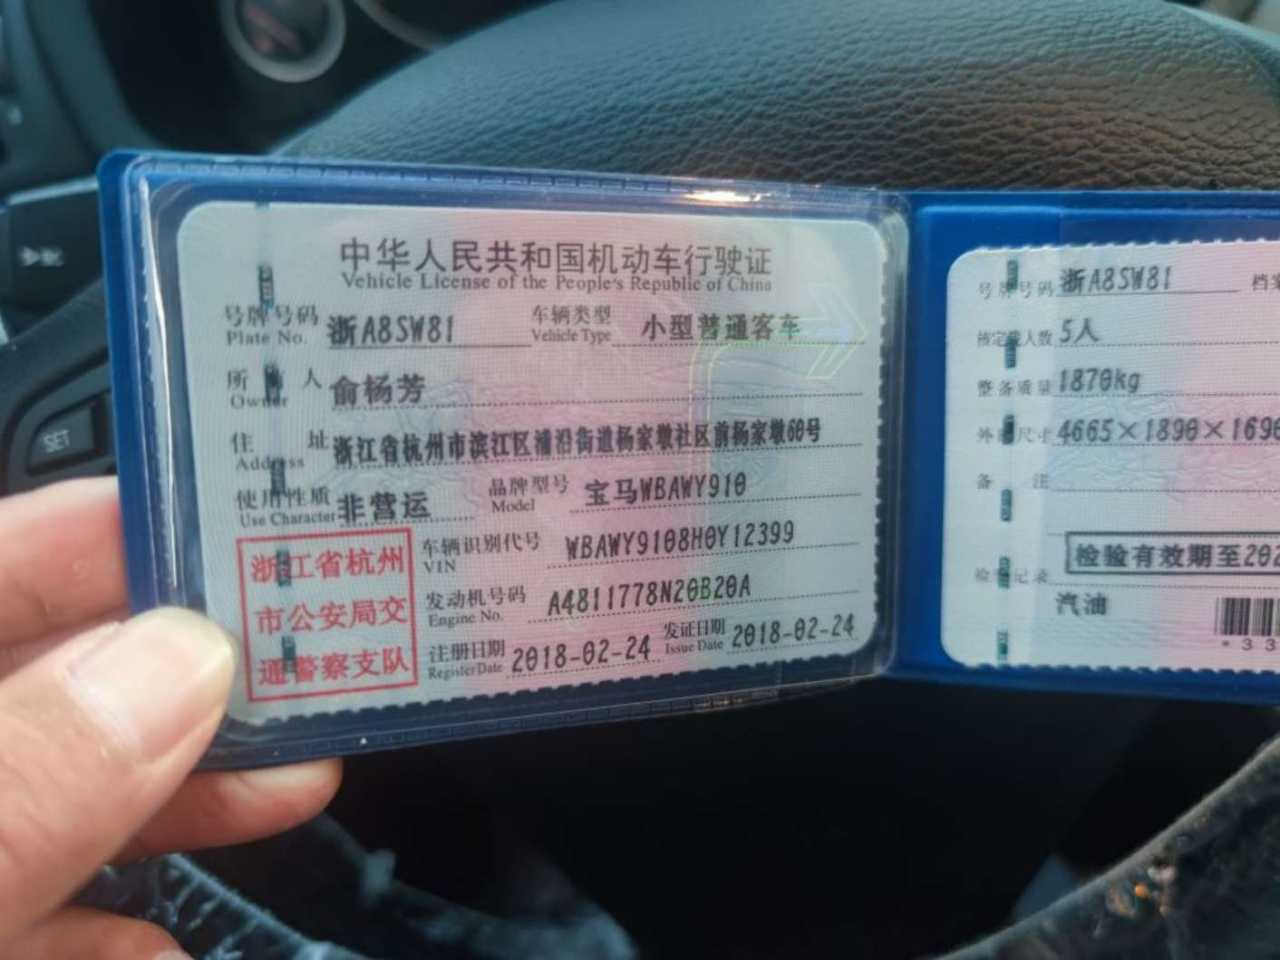 中华人民共和国机动车行驶证
Vehicle License of the People's Republic of China
号牌号码 浙A8SW81 车辆类型 小型普通客车
Plate No. Vehicle Type
所 人 俞杨芳
Owner
住 址 浙江省杭州市滨江区浦沿街道杨家墩社区前杨家墩60号
Address
使用性质 非营运 品牌型号 宝马WBAWY910
Use Character Model
车辆识别代号 WBAWY9108H0Y12399
VIN
发动机号码 A4811778N20B20A
Engine No.
注册日期 2018-02-24 发证日期 2018-02-24
Register Date Issue Date
浙江省杭州
市公安局交
通警察支队
号牌号码 浙A8SW81 档案
核定载人数 5人
整备质量 1870kg
外廓尺寸 4665×1890×1690
备 注
检验有效期至202
检验记录
汽油
*33
SET